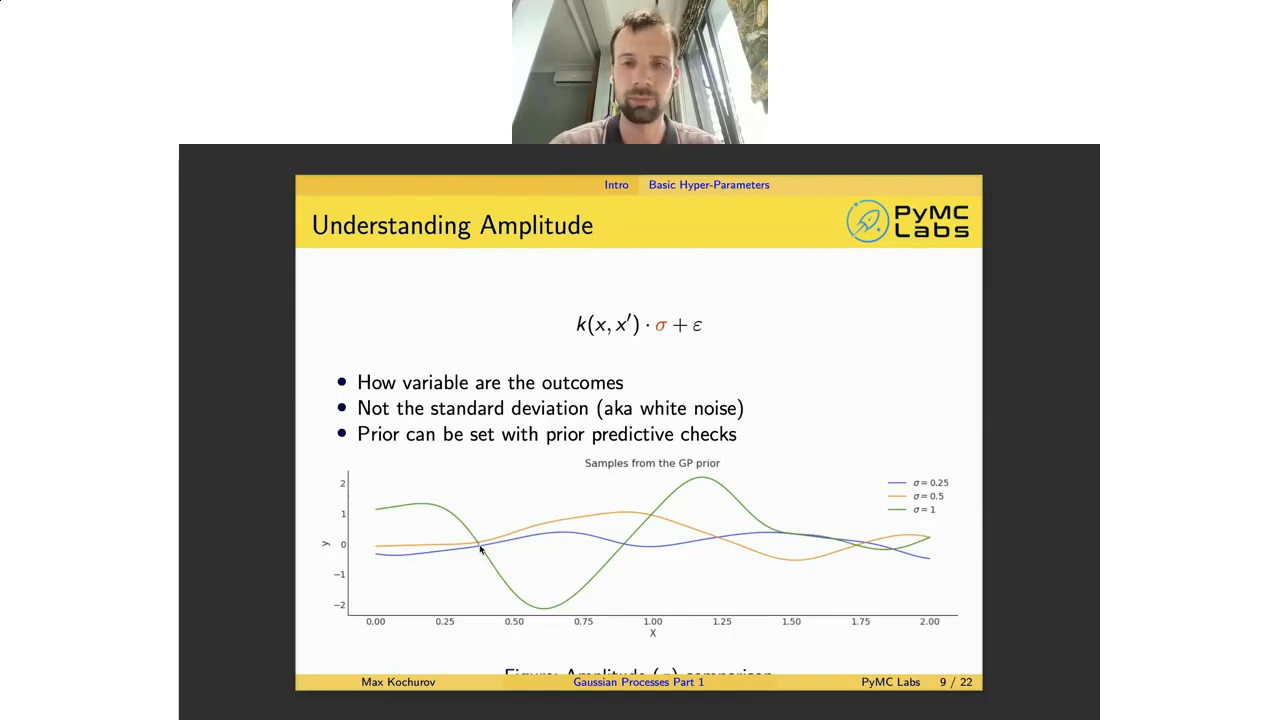 Intro Basic Hyper-Parameters
Understanding Amplitude
PyMC
Labs
k(x, x′) · σ + ε
How variable are the outcomes
Not the standard deviation (aka white noise)
Prior can be set with prior predictive checks
Samples from the GP prior
σ = 0.25
σ = 0.5
σ = 1
2
1
0
−1
−2
y
0.00 0.25 0.50 0.75 1.00 1.25 1.50 1.75 2.00
X
Figure: Amplitude (σ) comparison
Max Kochurov Gaussian Processes Part 1 PyMC Labs 9 / 22